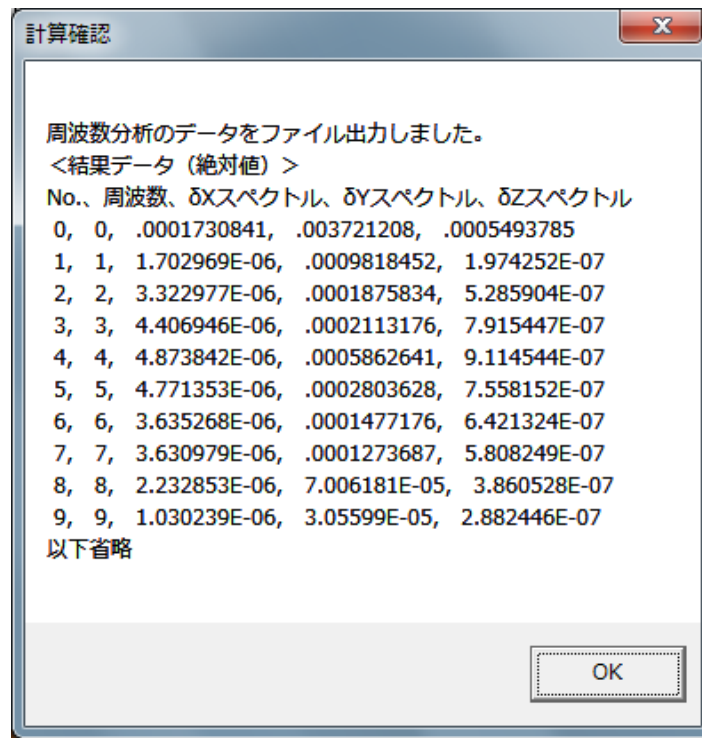 計算確認
周波数分析のデータをファイル出力しました。
＜結果データ（絶対値）＞
No.、周波数、δXスペクトル、δYスペクトル、δZスペクトル
0, 0, .0001730841, .003721208, .0005493785
1, 1, 1.702969E-06, .0009818452, 1.974252E-07
2, 2, 3.322977E-06, .0001875834, 5.285904E-07
3, 3, 4.406946E-06, .0002113176, 7.915447E-07
4, 4, 4.873842E-06, .0005862641, 9.114544E-07
5, 5, 4.771353E-06, .0002803628, 7.558152E-07
6, 6, 3.635268E-06, .0001477176, 6.421324E-07
7, 7, 3.630979E-06, .0001273687, 5.808249E-07
8, 8, 2.232853E-06, 7.006181E-05, 3.860528E-07
9, 9, 1.030239E-06, 3.05599E-05, 2.882446E-07
以下省略
OK